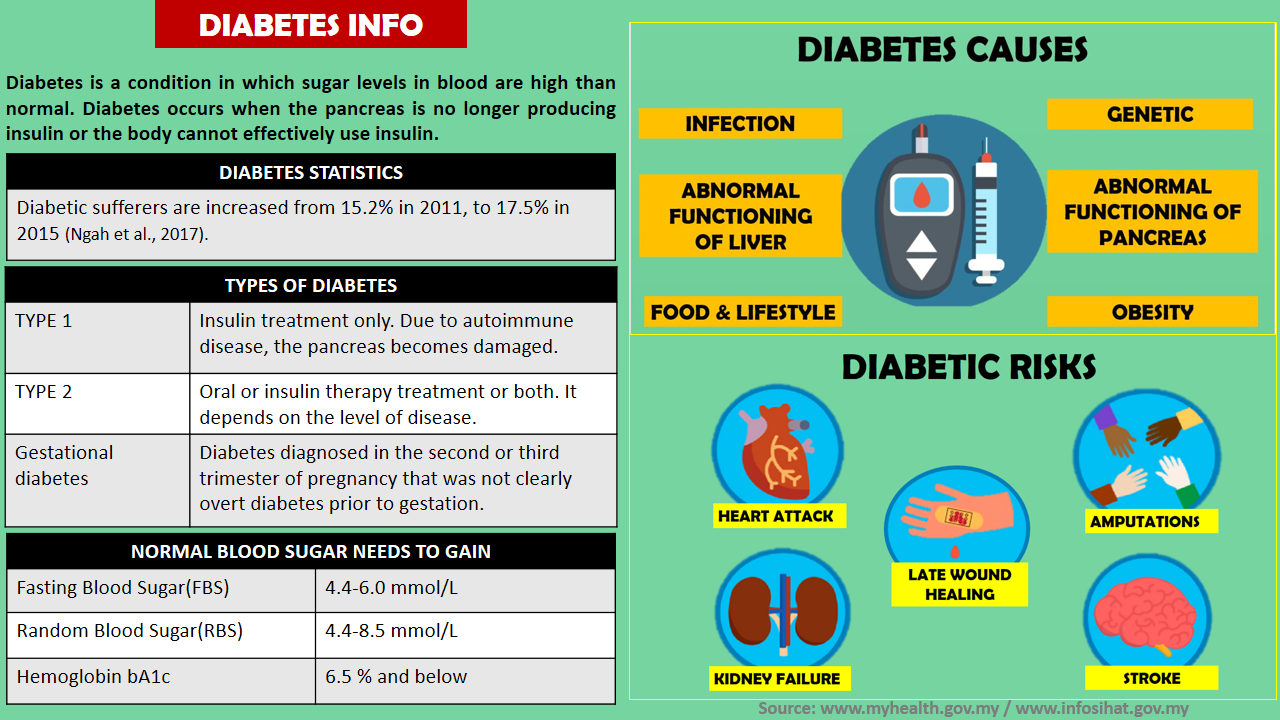 DIABETES INFO
Diabetes is a condition in which sugar levels in blood are high than
normal. Diabetes occurs when the pancreas is no longer producing
insulin or the body cannot effectively use insulin.
DIABETES STATISTICS
Diabetic sufferers are increased from 15.2% in 2011, to 17.5% in
2015 (Ngah et al., 2017).
TYPES OF DIABETES
TYPE 1
Insulin treatment only. Due to autoimmune
disease, the pancreas becomes damaged.
TYPE 2
Oral or insulin therapy treatment or both. It
depends on the level of disease.
Gestational
diabetes
Diabetes diagnosed in the second or third
trimester of pregnancy that was not clearly
overt diabetes prior to gestation.
NORMAL BLOOD SUGAR NEEDS TO GAIN
Fasting Blood Sugar(FBS)
4.4-6.0 mmol/L
Random Blood Sugar(RBS)
4.4-8.5 mmol/L
Hemoglobin bA1c
6.5 % and below
DIABETES CAUSES
INFECTION
GENETIC
ABNORMAL
FUNCTIONING
OF LIVER
ABNORMAL
FUNCTIONING OF
PANCREAS
FOOD & LIFESTYLE
OBESITY
DIABETIC RISKS
HEART ATTACK
AMPUTATIONS
LATE WOUND
HEALING
KIDNEY FAILURE
STROKE
Source: www.myhealth.gov.my / www.infosihat.gov.my